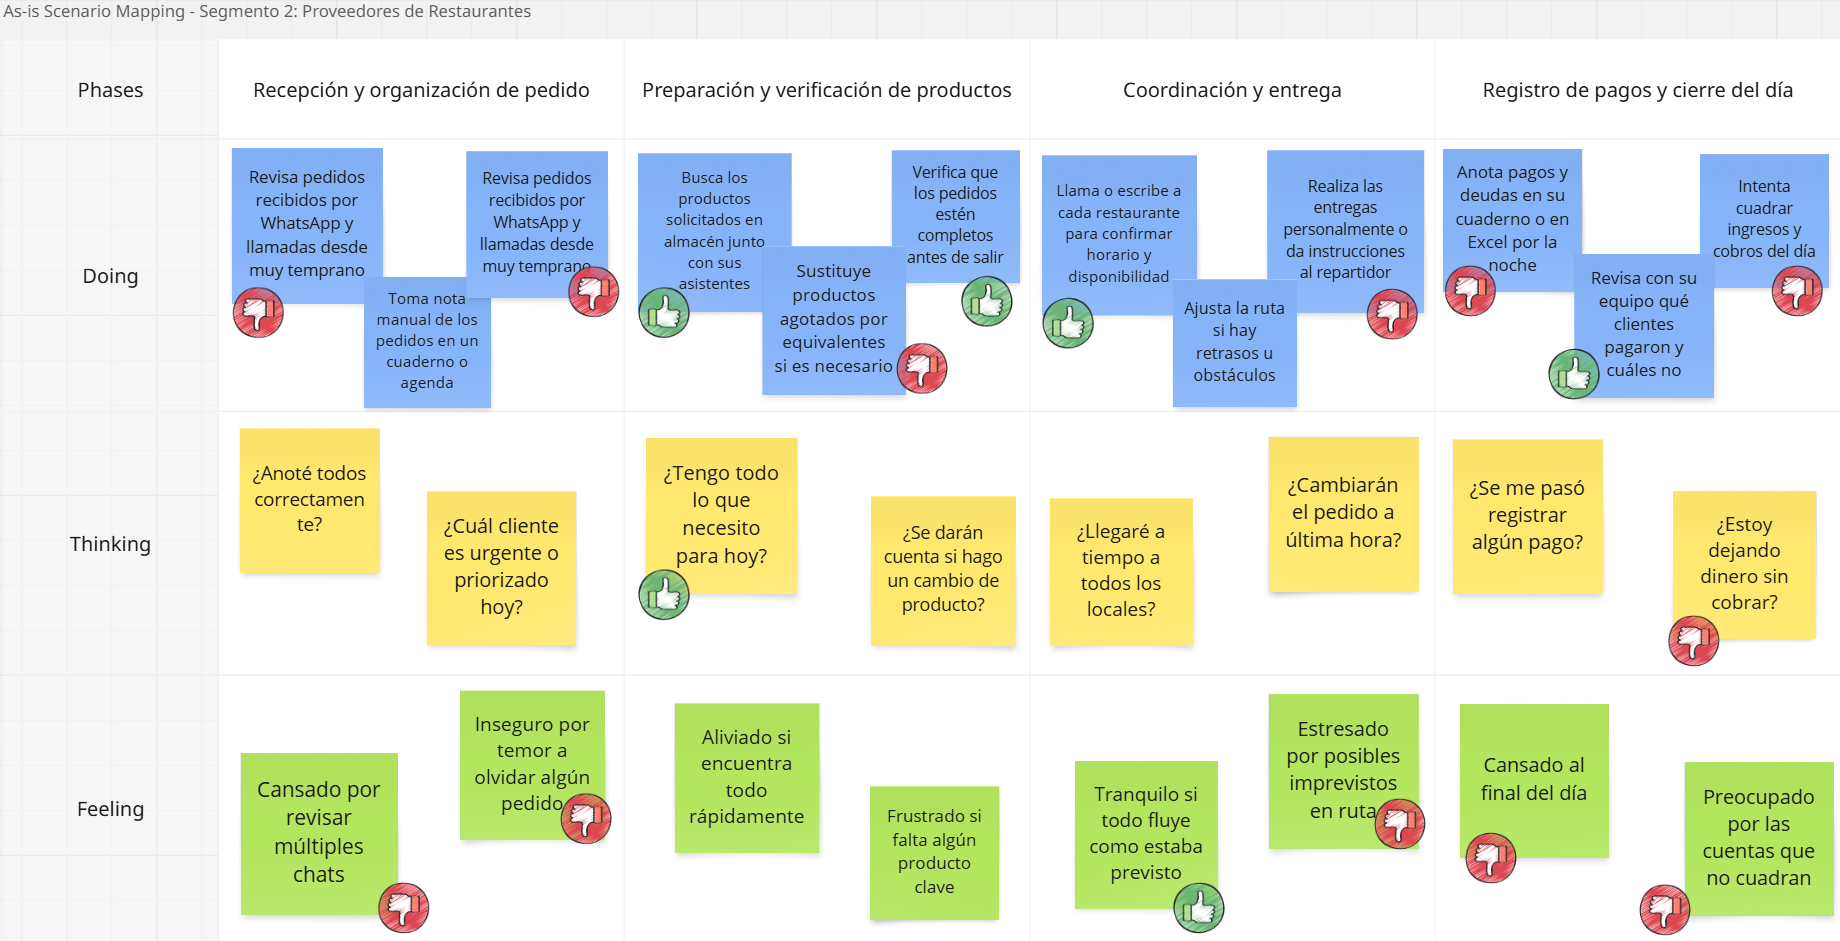 As-is Scenario Mapping - Segmento 2: Proveedores de Restaurantes
Phases
Recepción y organización de pedido
Preparación y verificación de productos
Coordinación y entrega
Registro de pagos y cierre del día
Doing
Revisa pedidos
recibidos por
WhatsApp y
llamadas desde
muy temprano
Toma nota
manual de los
pedidos en un
cuaderno o
agenda
Revisa pedidos
recibidos por
WhatsApp y
llamadas desde
muy temprano
Busca los
productos
solicitados en
almacén junto
con sus
asistentes
Sustituye
productos
agotados por
equivalentes
si es necesario
Verifica que
los pedidos
estén
completos
antes de salir
Llama o escribe a
cada restaurante
para confirmar
horario y
disponibilidad
Ajusta la ruta
si hay
retrasos u
obstáculos
Realiza las
entregas
personalmente o
da instrucciones
al repartidor
Anota pagos y
deudas en su
cuaderno o en
Excel por la
noche
Revisa con su
equipo qué
clientes
pagaron y
cuáles no
Intenta
cuadrar
ingresos y
cobros del día
Thinking
¿Anoté todos
correctamen
te?
¿Cuál cliente
es urgente o
priorizado
hoy?
¿Tengo todo
lo que
necesito
para hoy?
¿Se darán
cuenta si hago
un cambio de
producto?
¿Llegaré a
tiempo a
todos los
locales?
¿Cambiarán
el pedido a
última hora?
¿Se me pasó
registrar
algún pago?
¿Estoy
dejando
dinero sin
cobrar?
Feeling
Cansado por
revisar
múltiples
chats
Inseguro por
temor a
olvidar algún
pedido
Aliviado si
encuentra
todo
rápidamente
Frustrado si
falta algún
producto
clave
Tranquilo si
todo fluye
como estaba
previsto
Estresado
por posibles
imprevistos
en ruta
Cansado al
final del día
Preocupado
por las
cuentas que
no cuadran